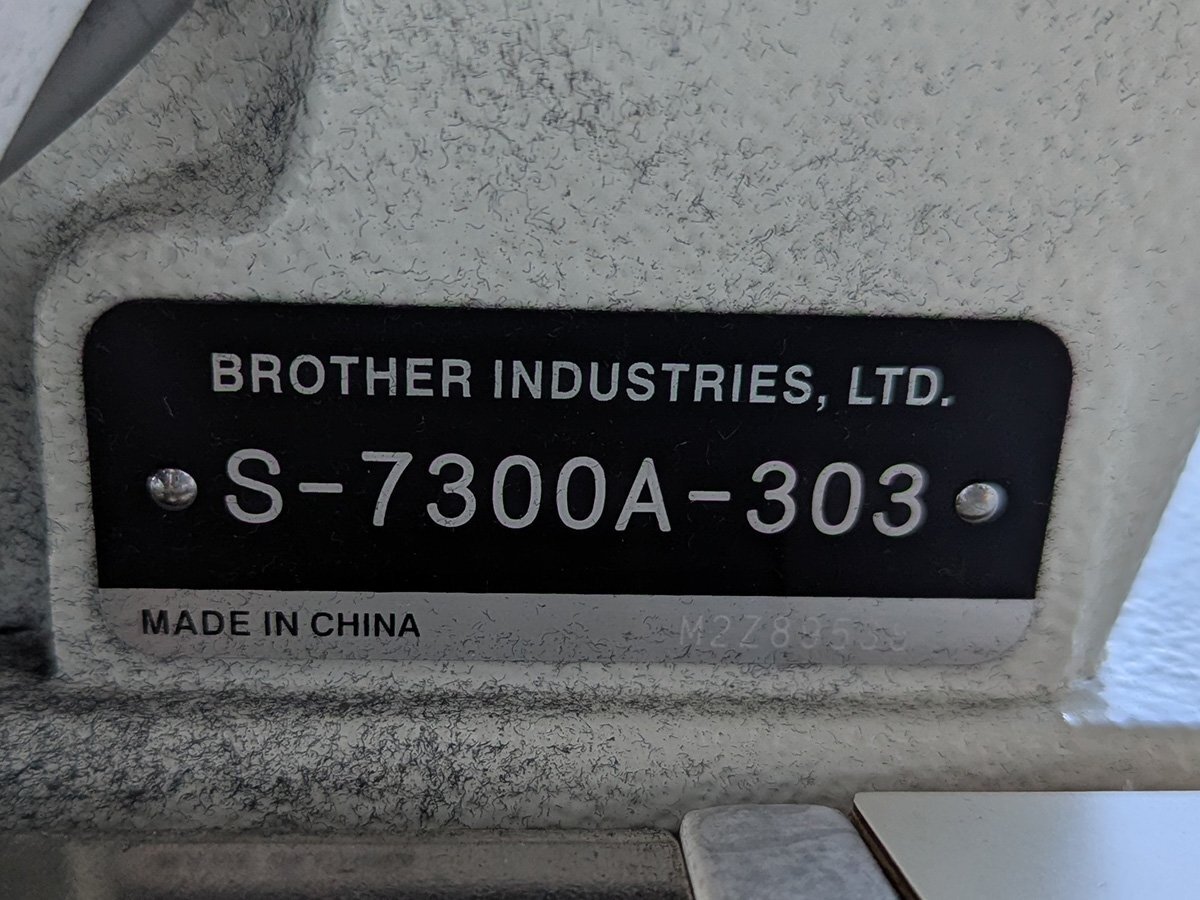 BROTHER INDUSTRIES, LTD.
S-7300A-303
MADE IN CHINA